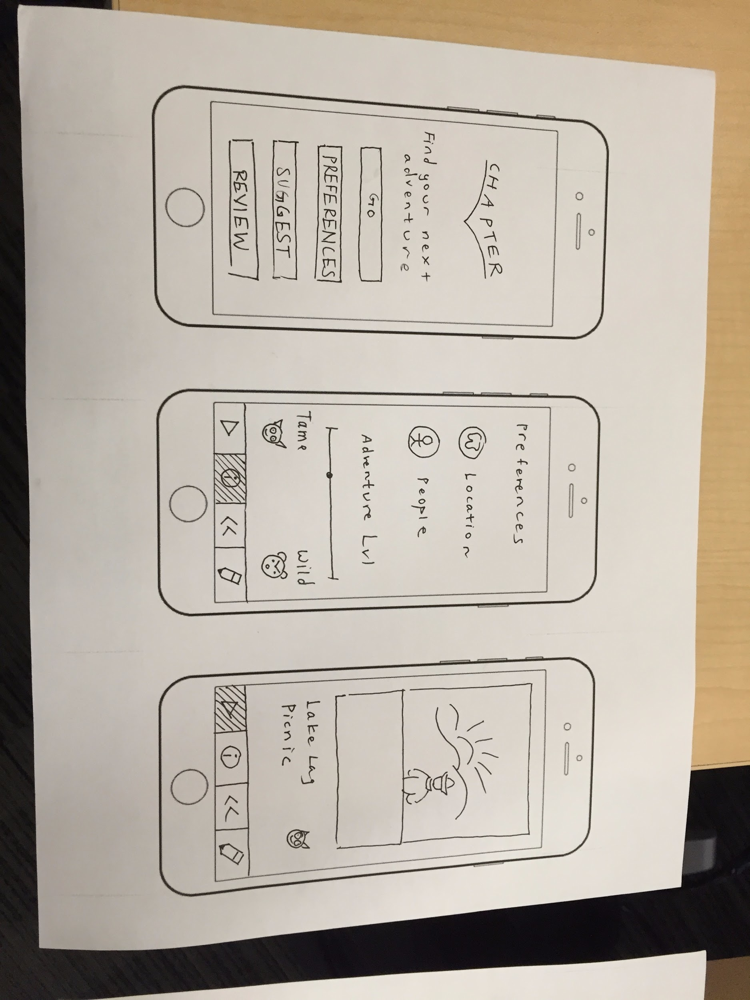 CHAPTER
Find your next
adventure
GO
PREFERENCES
SUGGEST
REVIEW
Preferences
Location
People
Adventure Lvl
Tame
Wild
i
<<
Lake Lag
Picnic
i
<<